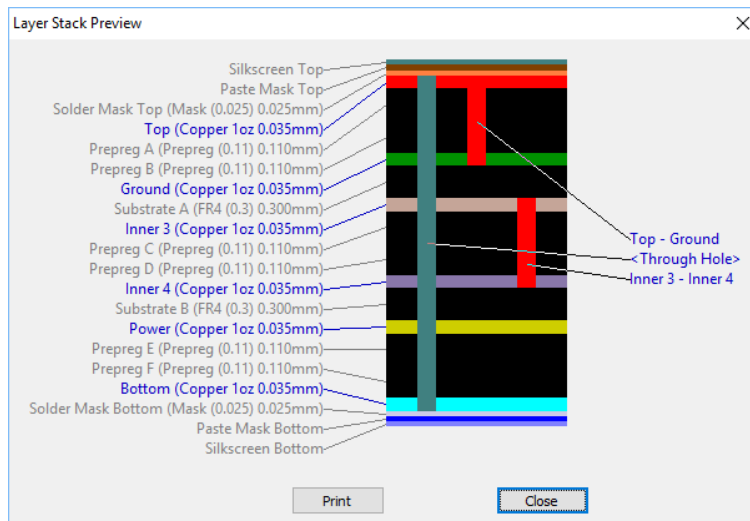 Layer Stack Preview
Silkscreen Top
Paste Mask Top
Solder Mask Top (Mask (0.025) 0.025mm)
Top (Copper 1oz 0.035mm)
Prepreg A (Prepreg (0.11) 0.110mm)
Prepreg B (Prepreg (0.11) 0.110mm)
Ground (Copper 1oz 0.035mm)
Substrate A (FR4 (0.3) 0.300mm)
Inner 3 (Copper 1oz 0.035mm)
Prepreg C (Prepreg (0.11) 0.110mm)
Prepreg D (Prepreg (0.11) 0.110mm)
Inner 4 (Copper 1oz 0.035mm)
Substrate B (FR4 (0.3) 0.300mm)
Power (Copper 1oz 0.035mm)
Prepreg E (Prepreg (0.11) 0.110mm)
Prepreg F (Prepreg (0.11) 0.110mm)
Bottom (Copper 1oz 0.035mm)
Solder Mask Bottom (Mask (0.025) 0.025mm)
Paste Mask Bottom
Silkscreen Bottom
Top - Ground
<Through Hole>
Inner 3 - Inner 4
Print
Close